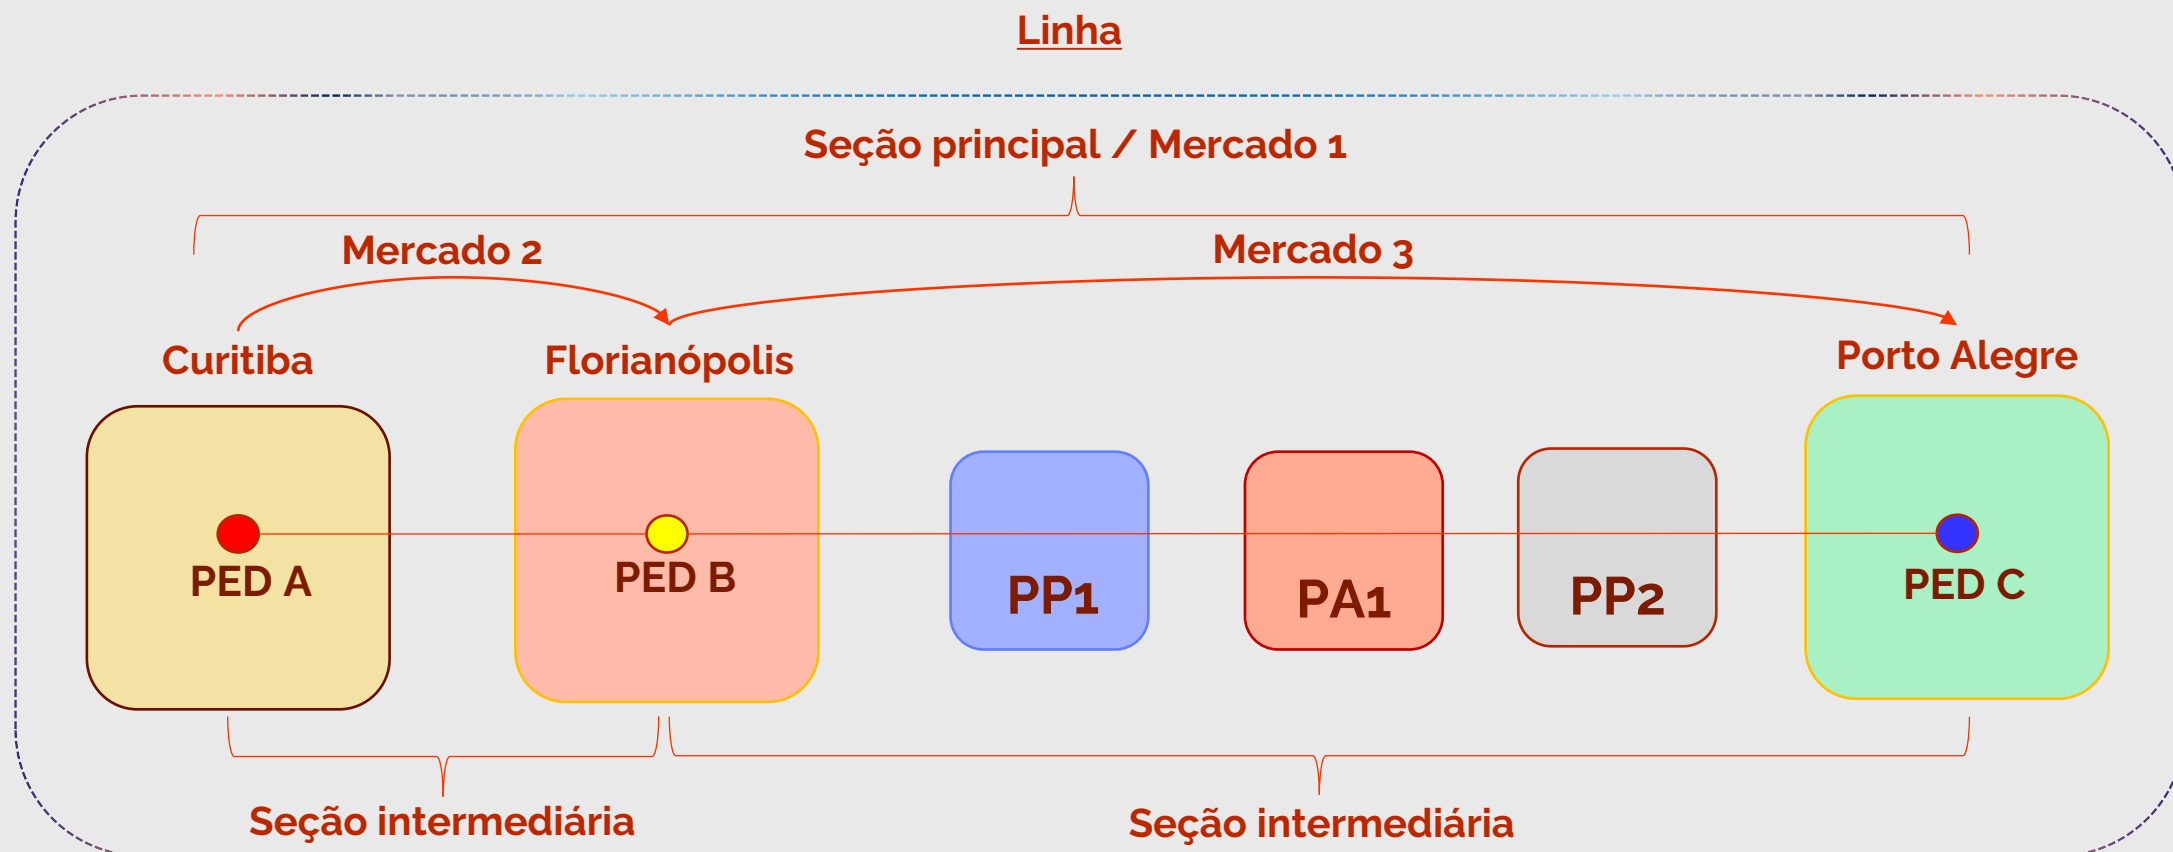 Linha
Seção principal / Mercado 1
Mercado 2
Mercado 3
Curitiba
Florianópolis
Porto Alegre
PED A
PED B
PP1
PA1
PP2
PED C
Seção intermediária
Seção intermediária